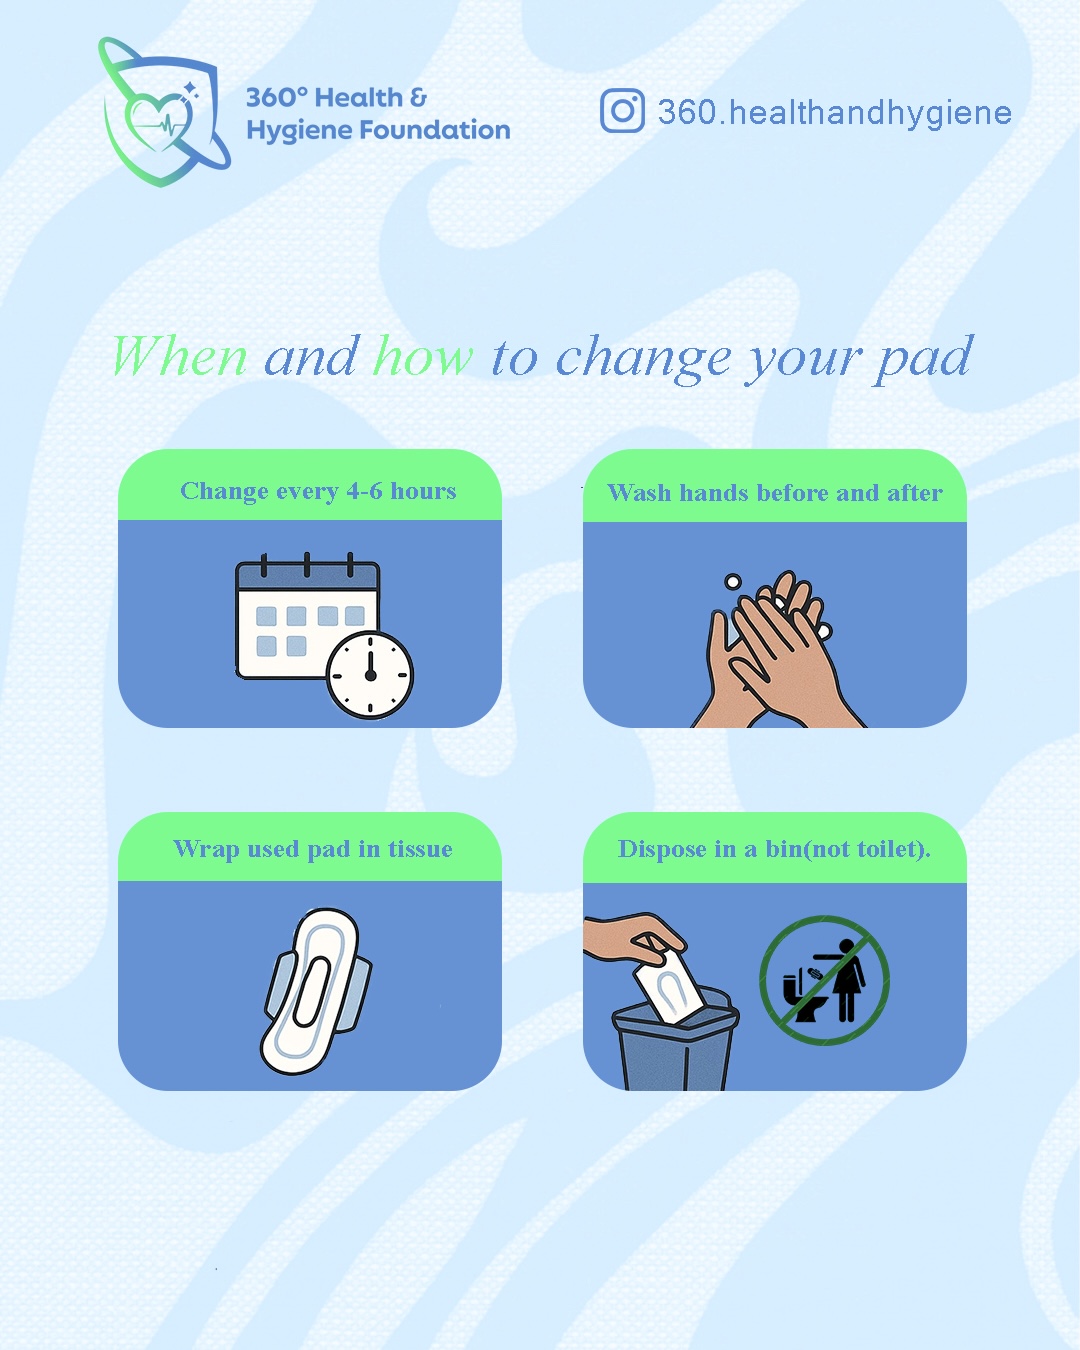 360° Health &
Hygiene Foundation
360.healthandhygiene
When and how to change your pad
Change every 4-6 hours
Wash hands before and after
Wrap used pad in tissue
Dispose in a bin(not toilet).